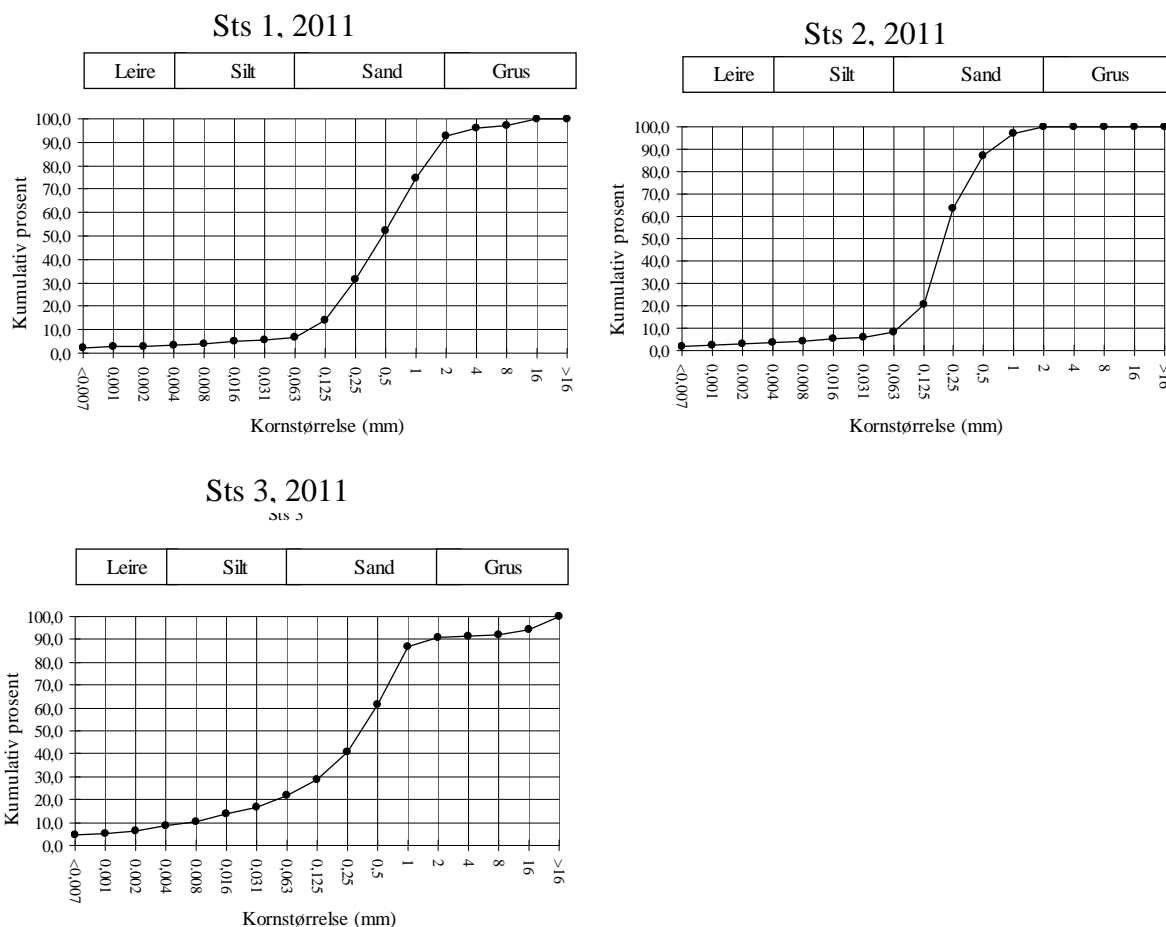 Sts 1, 2011
Leire Silt Sand Grus
100,0
90,0
80,0
70,0
60,0
50,0
40,0
30,0
20,0
10,0
0,0
Kumulativ prosent
<0,007 0,001 0,002 0,004 0,008 0,016 0,031 0,063 0,125 0,25 0,5 1 2 4 8 16 >16
Kornstørrelse (mm)
Sts 2, 2011
Leire Silt Sand Grus
100,0
90,0
80,0
70,0
60,0
50,0
40,0
30,0
20,0
10,0
0,0
Kumulativ prosent
<0,007 0,001 0,002 0,004 0,008 0,016 0,031 0,063 0,125 0,25 0,5 1 2 4 8 16 >16
Kornstørrelse (mm)
Sts 3, 2011
Sts 3
Leire Silt Sand Grus
100,0
90,0
80,0
70,0
60,0
50,0
40,0
30,0
20,0
10,0
0,0
Kumulativ prosent
<0,007 0,001 0,002 0,004 0,008 0,016 0,031 0,063 0,125 0,25 0,5 1 2 4 8 16 >16
Kornstørrelse (mm)